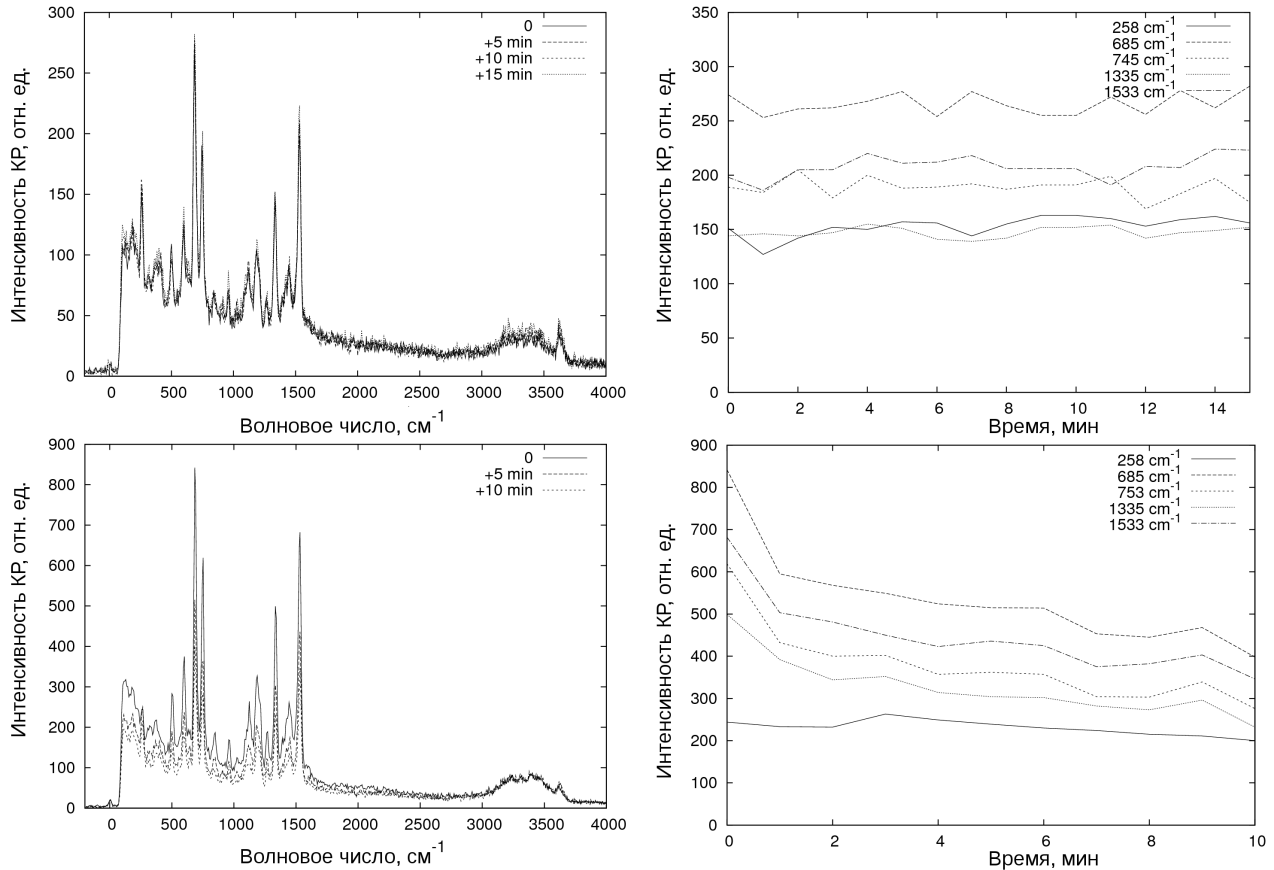 300
250
200
150
100
50
0
0
+5 min
+10 min
+15 min
Интенсивность КР, отн. ед.
0 500 1000 1500 2000 2500 3000 3500 4000
Волновое число, см-1
350
300
250
200
150
100
50
0
258 cm-1
685 cm-1
745 cm-1
1335 cm-1
1533 cm-1
Интенсивность КР, отн. ед.
0 2 4 6 8 10 12 14
Время, мин
900
800
700
600
500
400
300
200
100
0
0
+5 min
+10 min
Интенсивность КР, отн. ед.
0 500 1000 1500 2000 2500 3000 3500 4000
Волновое число, см-1
900
800
700
600
500
400
300
200
100
0
258 cm-1
685 cm-1
753 cm-1
1335 cm-1
1533 cm-1
Интенсивность КР, отн. ед.
0 2 4 6 8 10
Время, мин